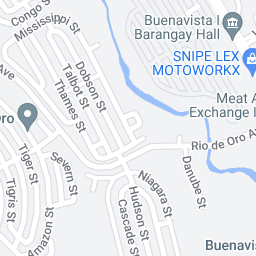 Congo S
Mississippi St
Buenavista I
Barangay Hall
SNIPE LEX
MOTOWORKX
Ave
Dobson St
Talbot St
Thames St
Meat A
Exchange I
Oro
Rio de Oro A
Tiger St
Severn St
Tigris St
Niagara St
Danube St
Hudson St
Cascade St
Amazon St
Buenavis